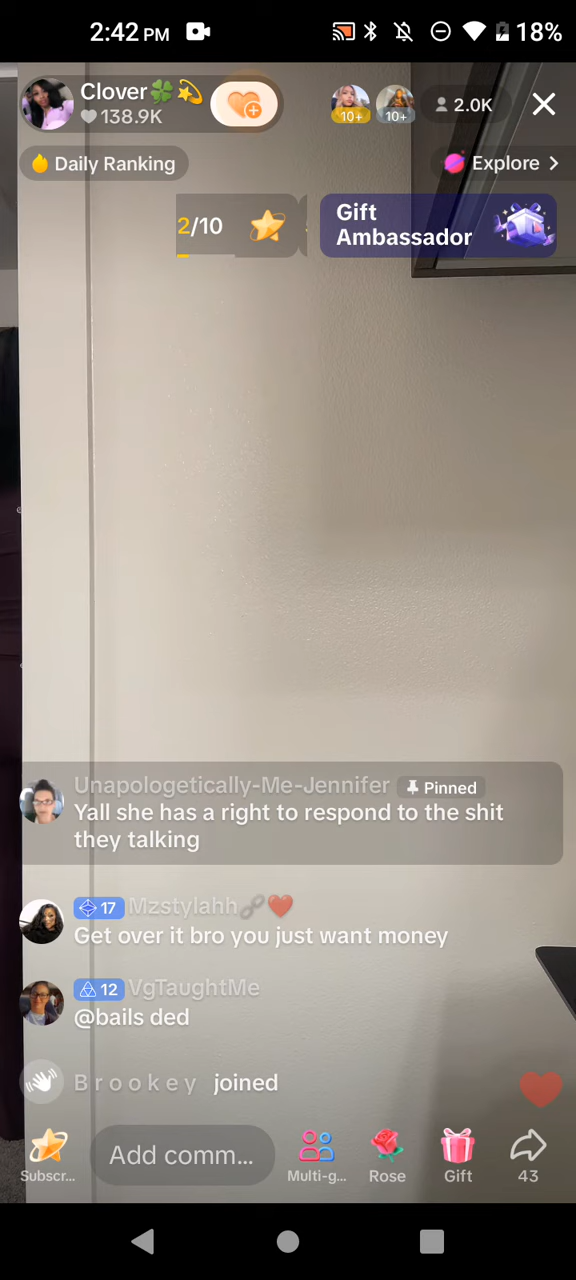 2:42 PM 18%
Clover🍀💫
138.9K
10+ 10+ 2.0K
Daily Ranking
Explore >
2/10
Gift
Ambassador
Unapologetically-Me-Jennifer Pinned
Yall she has a right to respond to the shit
they talking
17 Mzstylahh🔗❤️
Get over it bro you just want money
12 VgTaughtMe
@bails ded
B r o o k e y joined
Add comm...
Subscr... Multi-g... Rose Gift 43